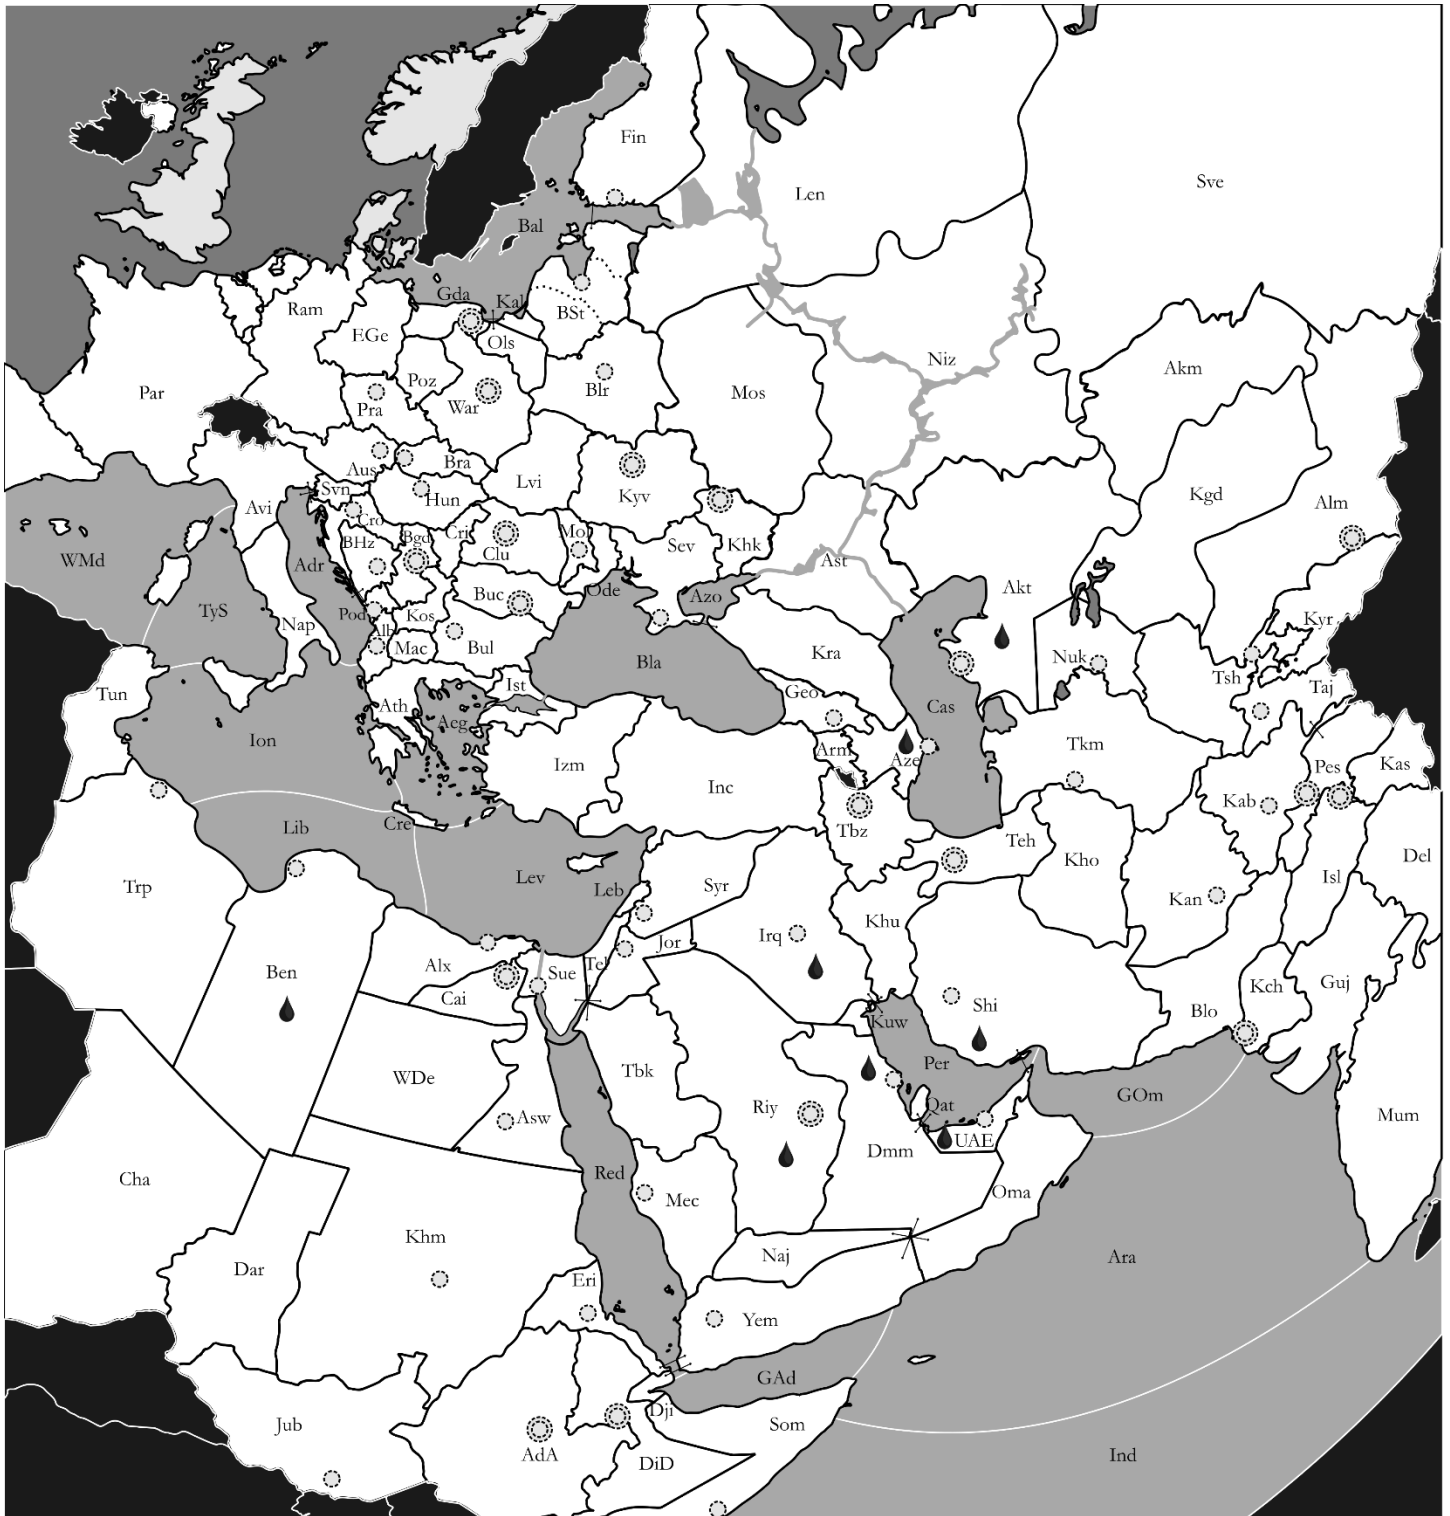 Fin
Len
Sve
Bal
Gda
Kal
Ram
BSt
EGe
Ols
Niz
Akm
Par
Poz
War
Blr
Mos
Pra
Aus
Bra
Lvi
Kyv
Kgd
Alm
Svn
Hun
Avi
Cro
Cri
Clu
Mol
Sev
Khk
BHz
Bgd
WMd
Adr
Ast
Akt
Ode
Azo
Buc
TyS
Pod
Kos
Nap
Alb
Mac
Bul
Bla
Kra
Nuk
Kyr
Tsh
Taj
Tun
Ist
Geo
Cas
Ath
Aeg
Ion
Tkm
Arm
Aze
Izm
Inc
Pes
Kas
Kab
Lib
Cre
Tbz
Teh
Kho
Del
Trp
Lev
Leb
Syr
Isl
Kan
Khu
Irq
Jor
Alx
Tel
Sue
Ben
Cai
Kch
Guj
Shi
Blo
Kuw
Per
WDe
Tbk
GOm
Riy
Qat
Asw
Mum
UAE
Dmm
Cha
Red
Mec
Oma
Khm
Naj
Ara
Dar
Eri
Yem
GAd
Dji
Jub
Som
AdA
DiD
Ind